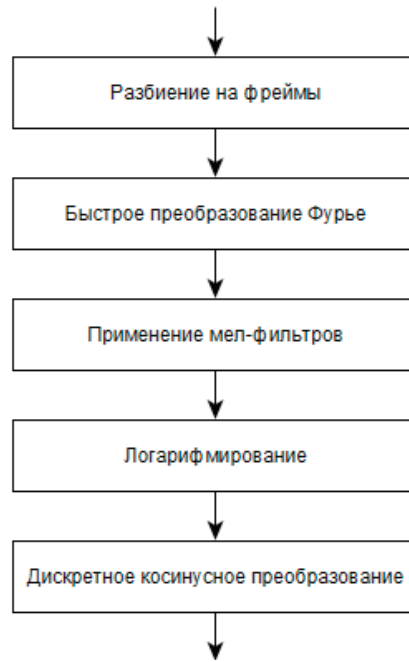 Разбиение на фреймы
Быстрое преобразование Фурье
Применение мел-фильтров
Логарифмирование
Дискретное косинусное преобразование